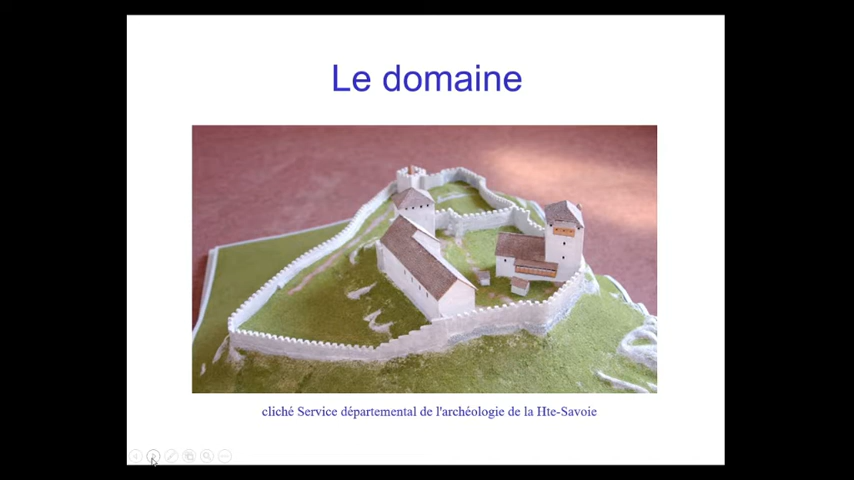 Le domaine
cliché Service départemental de l'archéologie de la Hte-Savoie